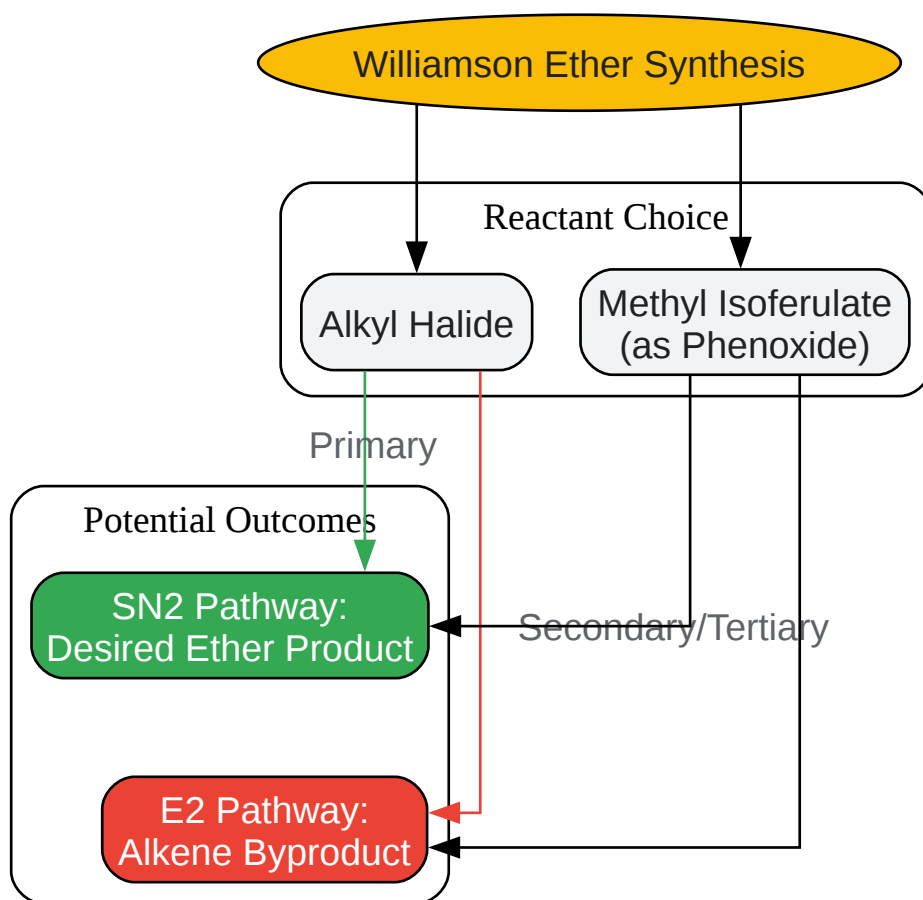 Williamson Ether Synthesis
Reactant Choice
Alkyl Halide
Methyl Isoferulate
(as Phenoxide)
Primary
Potential Outcomes
SN2 Pathway:
Desired Ether Product
Secondary/Tertiary
E2 Pathway:
Alkene Byproduct